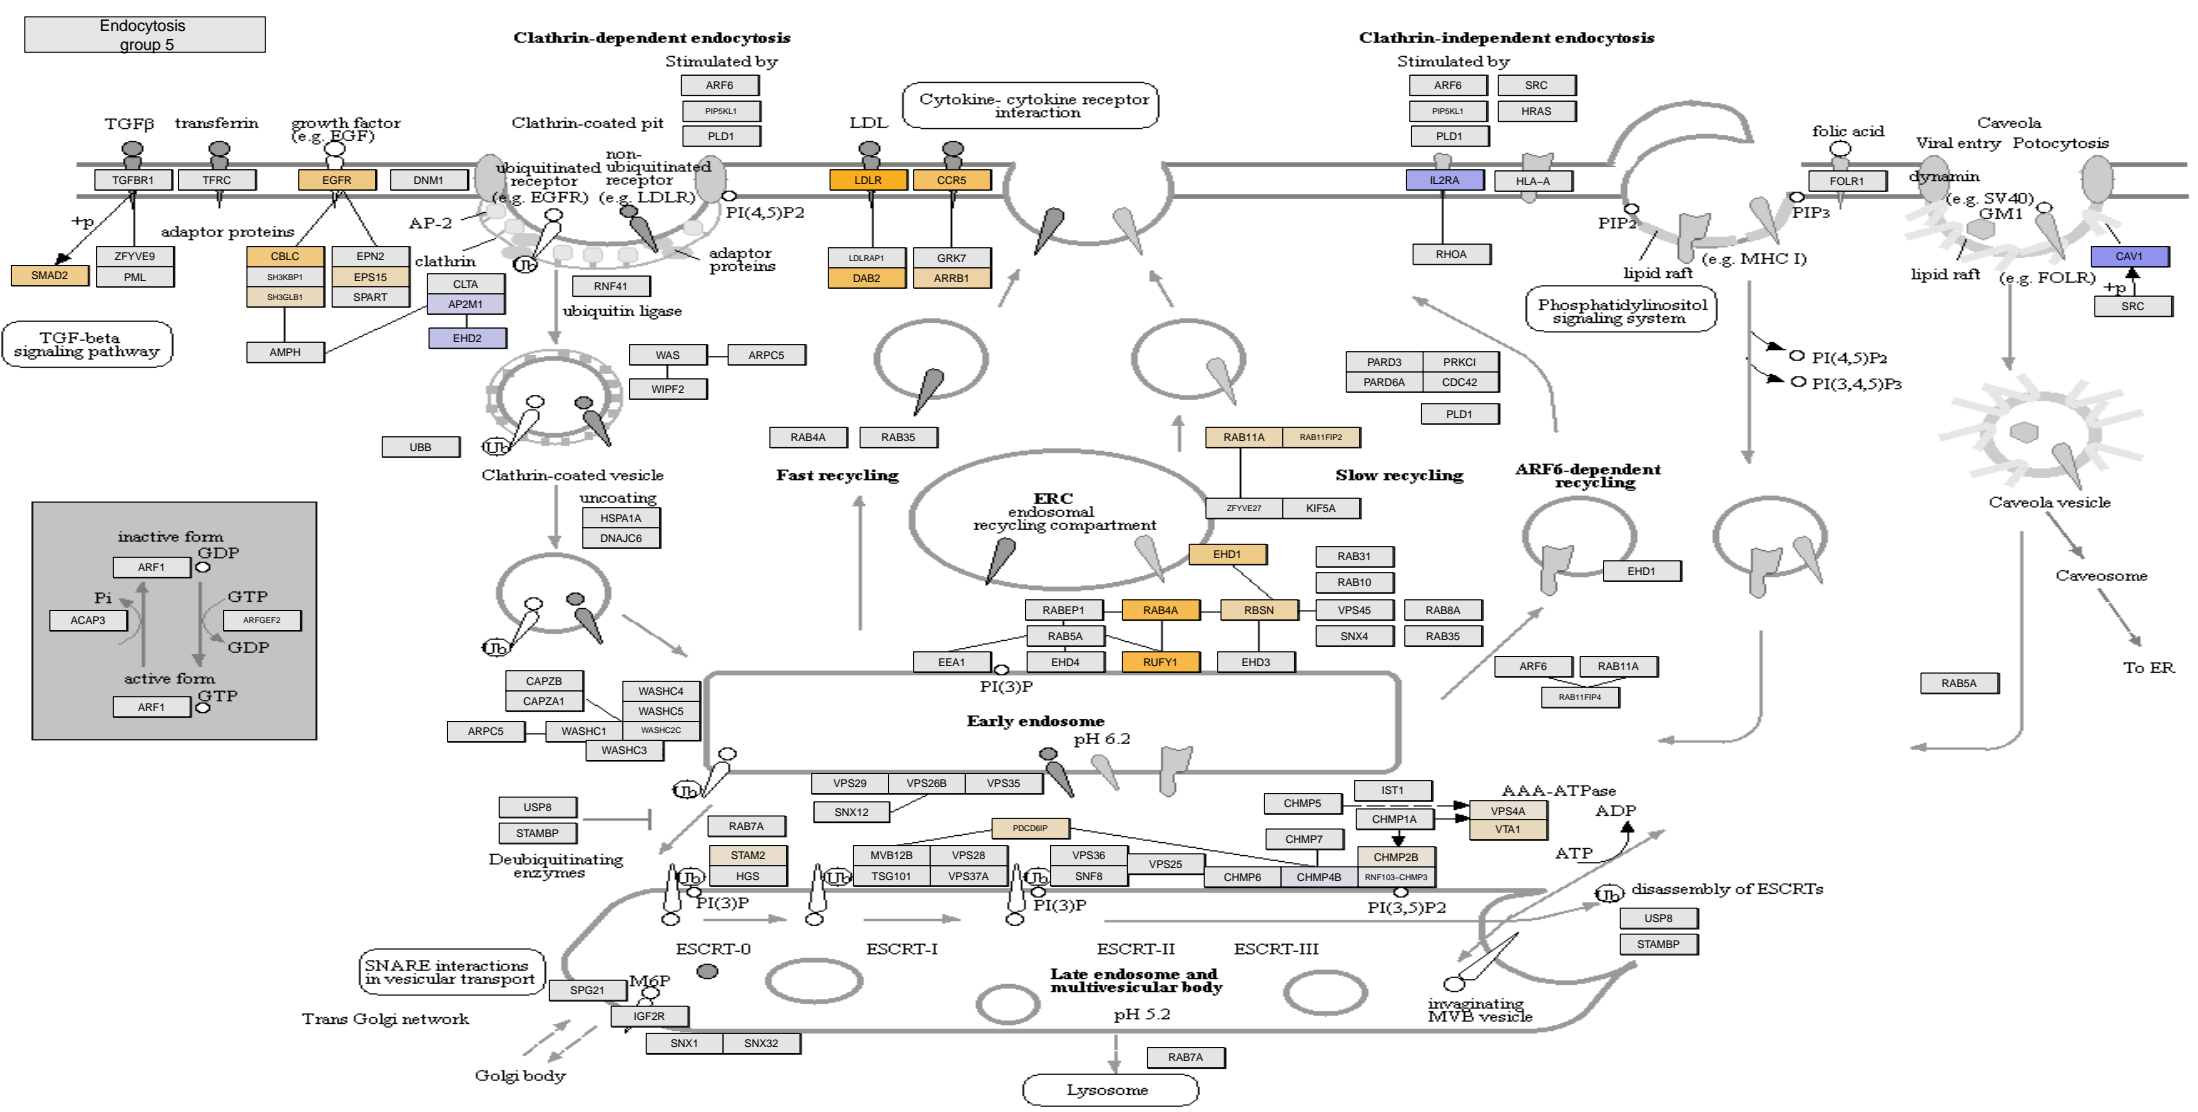 Endocytosis
group 5
Clathrin-dependent endocytosis
Stimulated by
ARF6
PIP5KL1
PLD1
Clathrin-independent endocytosis
Stimulated by
ARF6
SRC
PIP5KL1
HRAS
PLD1
Cytokine- cytokine receptor
interaction
TGFβ
transferrin
growth factor
(e.g. EGF)
Clathrin-coated pit
LDL
folic acid
Caveola
Viral entry
Potocytosis
TGFBR1
TFRC
EGFR
DNM1
ubiquitinated
receptor
(e.g. EGFR)
non-
ubiquitinated
receptor
(e.g. LDLR)
LDLR
CCR5
IL2RA
HLA−A
FOLR1
dynamin
(e.g. SV40)
GM1
+p
adaptor proteins
AP-2
PI(4,5)P2
PIP2
PIP3
SMAD2
ZFYVE9
PML
CBLC
SH3KBP1
SH3GLB1
EPN2
EPS15
SPART
clathrin
CLTA
AP2M1
EHD2
AMPH
Ub
RNF41
ubiquitin ligase
adaptor
proteins
LDLRAP1
DAB2
GRK7
ARRB1
RHOA
lipid raft
(e.g. MHC I)
lipid raft
(e.g. FOLR)
CAV1
+p
SRC
TGF-beta
signaling pathway
Phosphatidylinositol
signaling system
WAS
ARPC5
WIPF2
PARD3
PRKCI
PARD6A
CDC42
PLD1
PI(4,5)P2
PI(3,4,5)P3
UBB
Ub
Clathrin-coated vesicle
RAB4A
RAB35
Fast recycling
RAB11A
RAB11FIP2
Slow recycling
ARF6-dependent
recycling
uncoating
HSPA1A
DNAJC6
ERC
endosomal
recycling compartment
ZFYVE27
KIF5A
Caveola vesicle
inactive form
GDP
ARF1
Pi
GTP
ACAP3
ARFGEF2
GDP
active form
GTP
ARF1
EHD1
RAB31
RAB10
EHD1
Caveosome
RABEP1
RAB4A
RBSN
VPS45
RAB8A
RAB5A
SNX4
RAB35
EEA1
EHD4
RUFY1
EHD3
PI(3)P
Ub
ARF6
RAB11A
RAB11FIP4
RAB5A
To ER
CAPZB
CAPZA1
WASHC4
WASHC5
ARPC5
WASHC1
WASHC2C
WASHC3
Early endosome
pH 6.2
Ub
VPS29
VPS26B
VPS35
SNX12
USP8
STAMBP
Deubiquitinating
enzymes
RAB7A
STAM2
HGS
PDCD6IP
MVB12B
VPS28
TSG101
VPS37A
VPS36
SNF8
VPS25
CHMP5
IST1
CHMP1A
CHMP7
AAA-ATPase
VPS4A
VTA1
ADP
ATP
CHMP6
CHMP4B
CHMP2B
RNF103−CHMP3
Ub
Ub
Ub
PI(3)P
PI(3)P
PI(3,5)P2
Ub
disassembly of ESCRTs
USP8
STAMBP
ESCRT-0
ESCRT-I
ESCRT-II
ESCRT-III
SNARE interactions
in vesicular transport
M6P
SPG21
IGF2R
Trans Golgi network
SNX1
SNX32
Golgi body
Late endosome and
multivesicular body
pH 5.2
invaginating
MVB vesicle
RAB7A
Lysosome